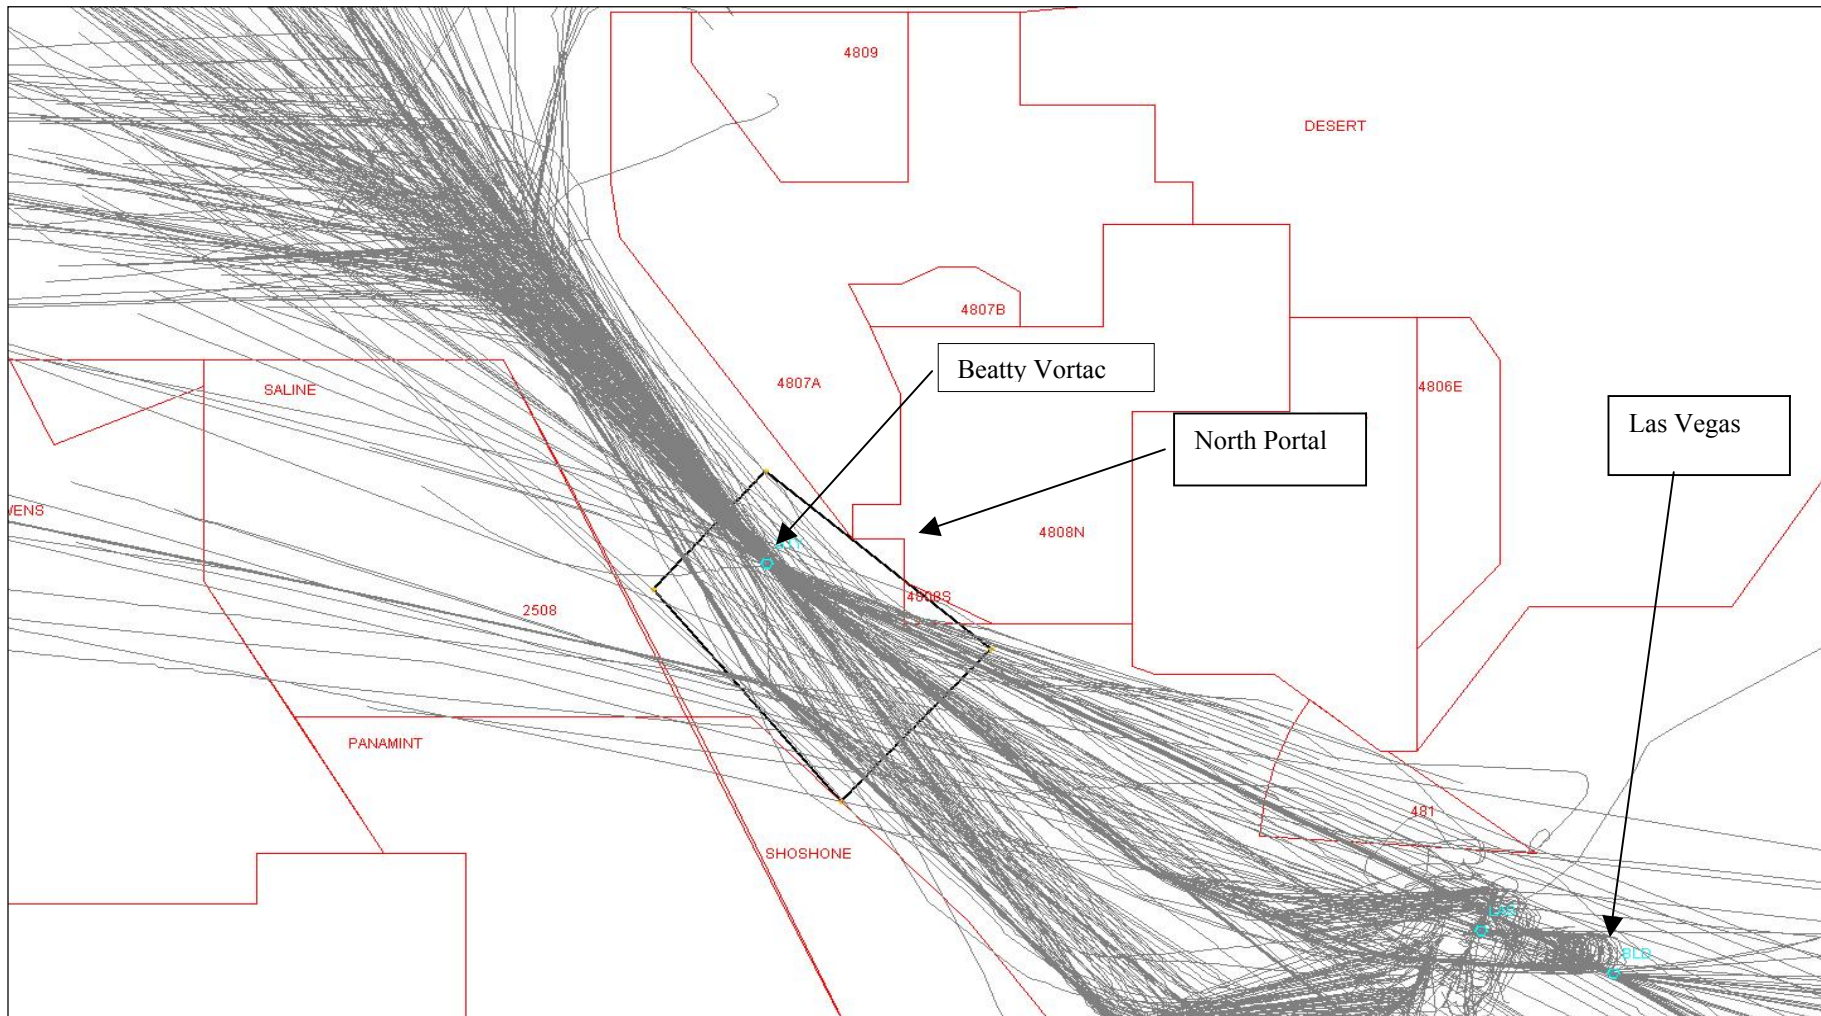 4809
DESERT
4807B
Beatty Vortac
4807A
SALINE
4806E
Las Vegas
North Portal
VENS
4808N
2508
4808S
PANAMINT
481
SHOSHONE
LAS
BLD